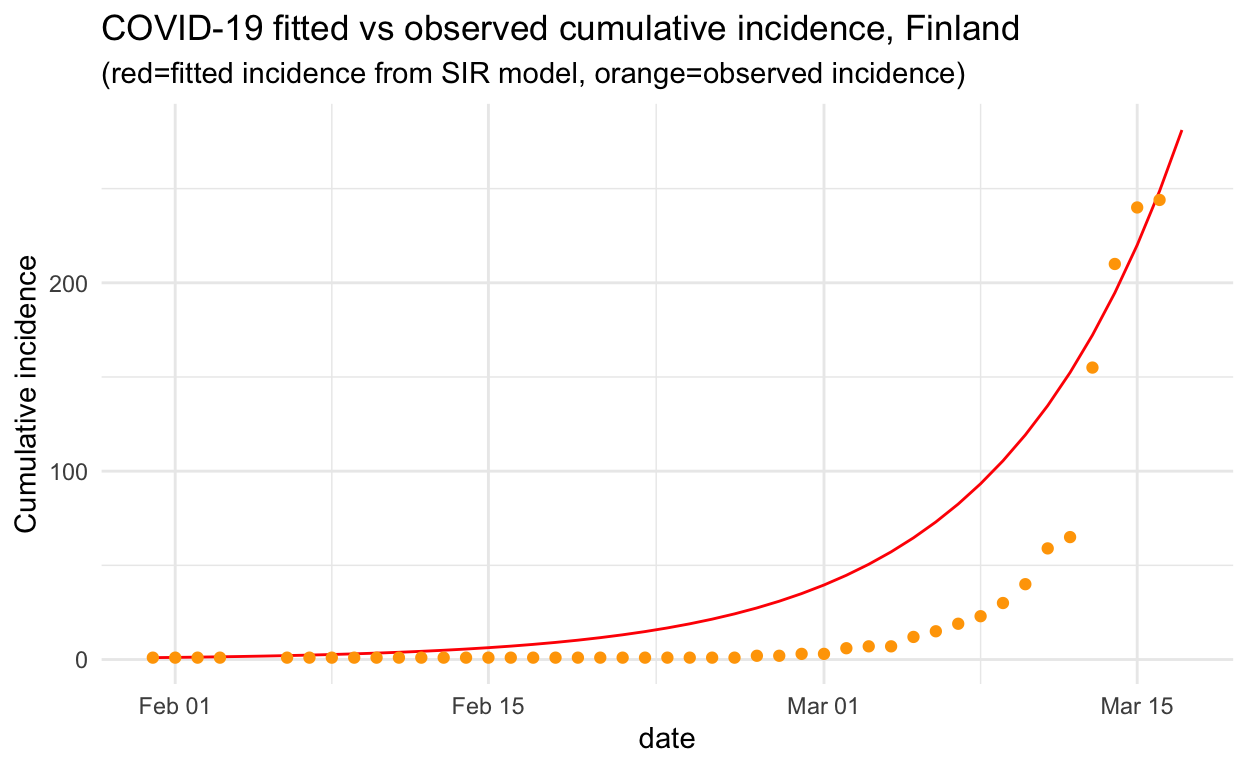 COVID-19 fitted vs observed cumulative incidence, Finland
(red=fitted incidence from SIR model, orange=observed incidence)
Cumulative incidence
200
100
0
Feb 01
Feb 15
Mar 01
Mar 15
date